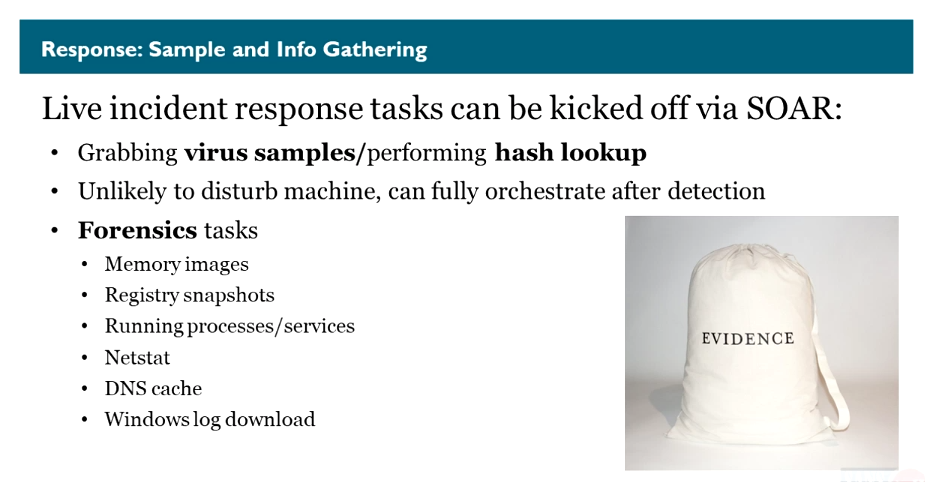 Response: Sample and Info Gathering
Live incident response tasks can be kicked off via SOAR:
• Grabbing virus samples/performing hash lookup
• Unlikely to disturb machine, can fully orchestrate after detection
• Forensics tasks
• Memory images
• Registry snapshots
• Running processes/services
• Netstat
• DNS cache
• Windows log download
EVIDENCE